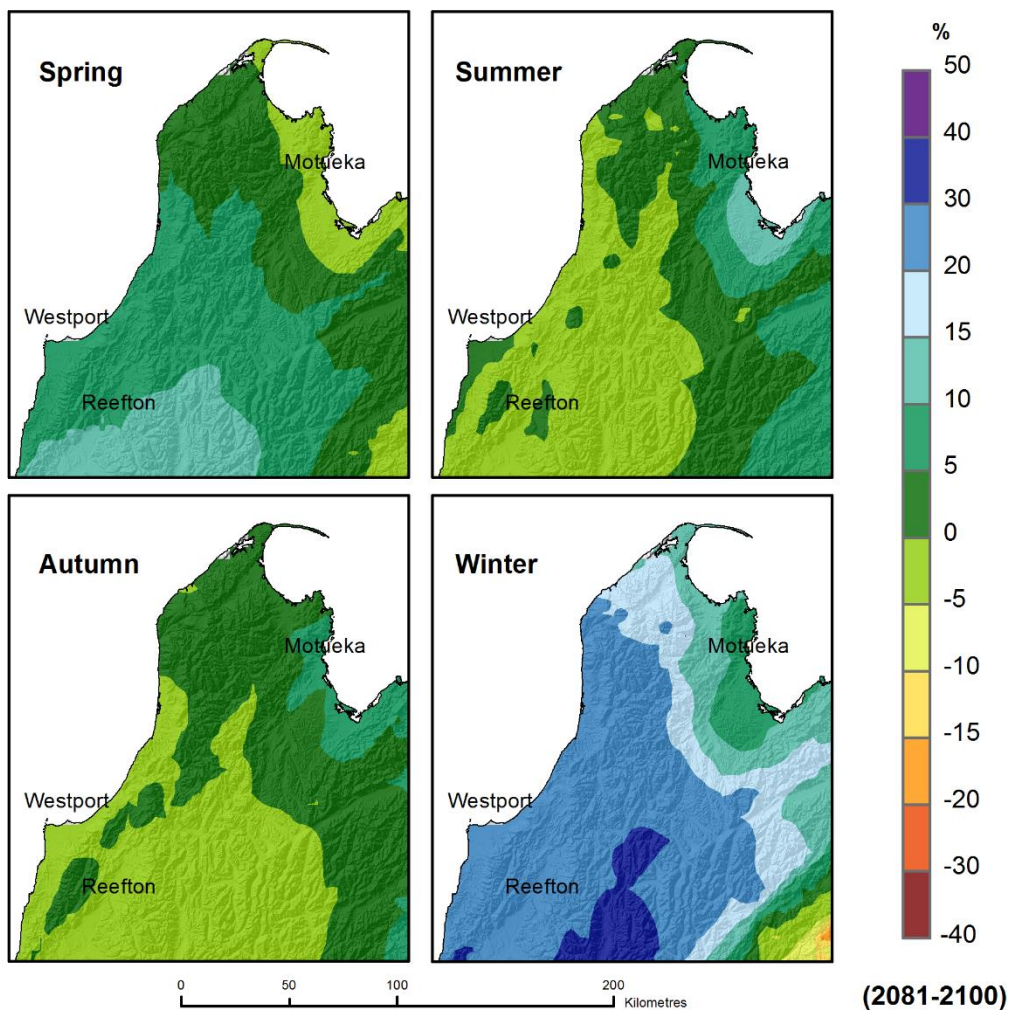 Spring
Motueka
Westport
Reefton
Summer
Motueka
Westport
Reefton
Autumn
Motueka
Westport
Reefton
Winter
Motueka
Westport
Reefton
%
50
40
30
20
15
10
5
0
-5
-10
-15
-20
-30
-40
0 50 100 200
Kilometres
(2081-2100)